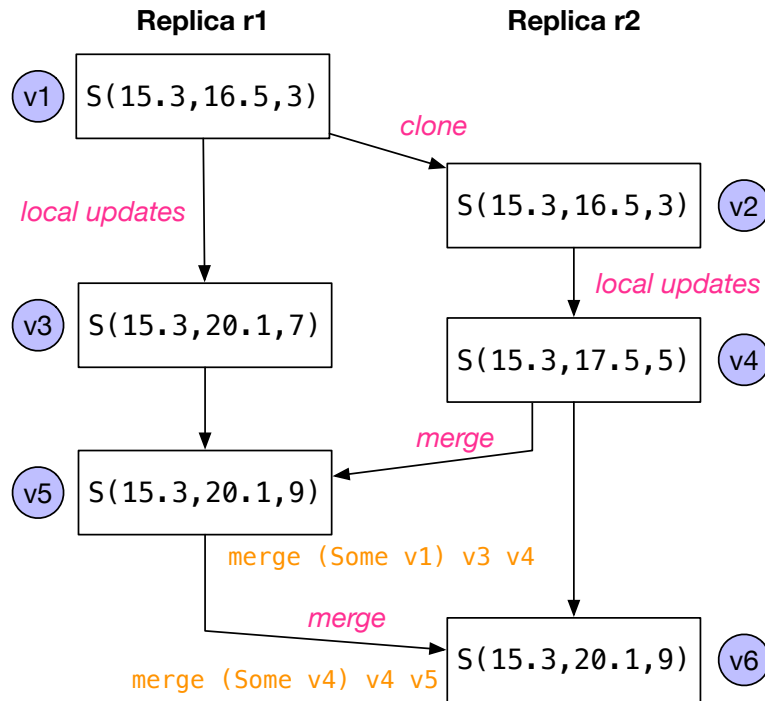 Replica r1
Replica r2
v1
S(15.3,16.5,3)
clone
S(15.3,16.5,3)
v2
local updates
local updates
v3
S(15.3,20.1,7)
S(15.3,17.5,5)
v4
merge
v5
S(15.3,20.1,9)
merge (Some v1) v3 v4
merge
S(15.3,20.1,9)
v6
merge (Some v4) v4 v5